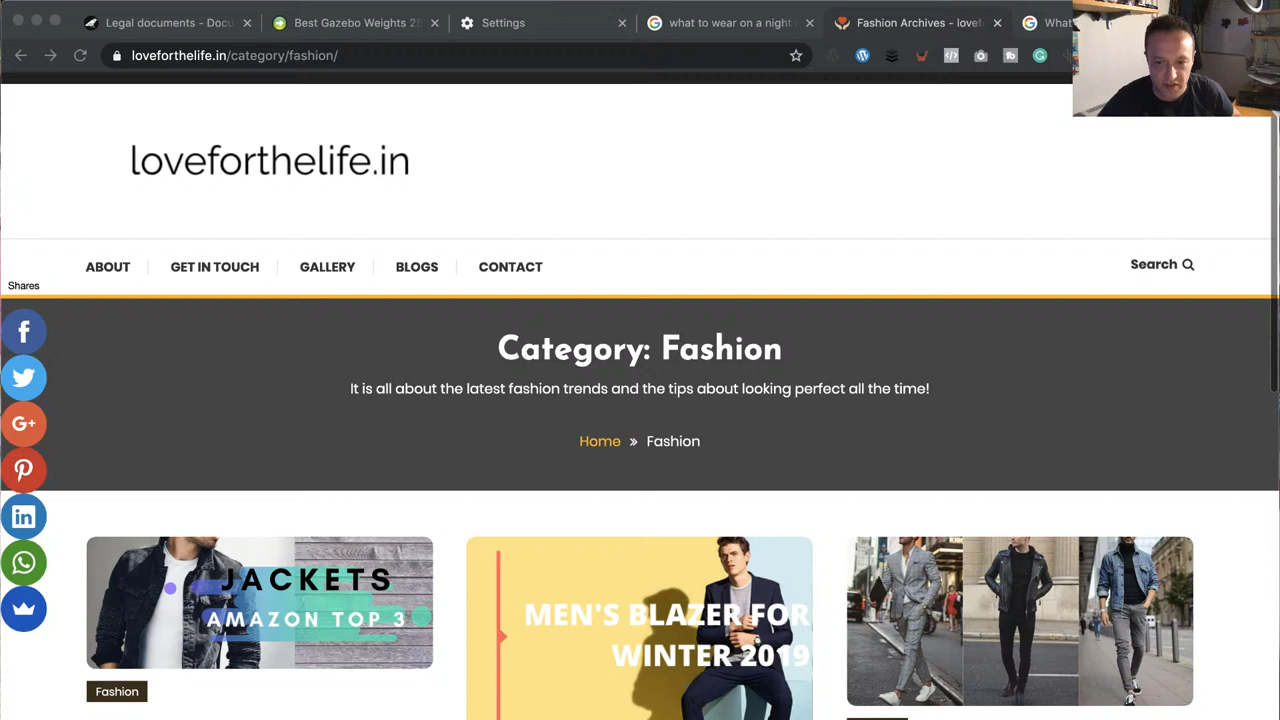 Legal documents - Docu
Best Gazebo Weights 25
Settings
what to wear on a night
Fashion Archives - lovef
What
loveforthelife.in/category/fashion/
loveforthelife.in
ABOUT
GET IN TOUCH
GALLERY
BLOGS
CONTACT
Search
Shares
Category: Fashion
It is all about the latest fashion trends and the tips about looking perfect all the time!
Home » Fashion
JACKETS
AMAZON TOP 3
MEN'S BLAZER FOR
WINTER 2019
Fashion